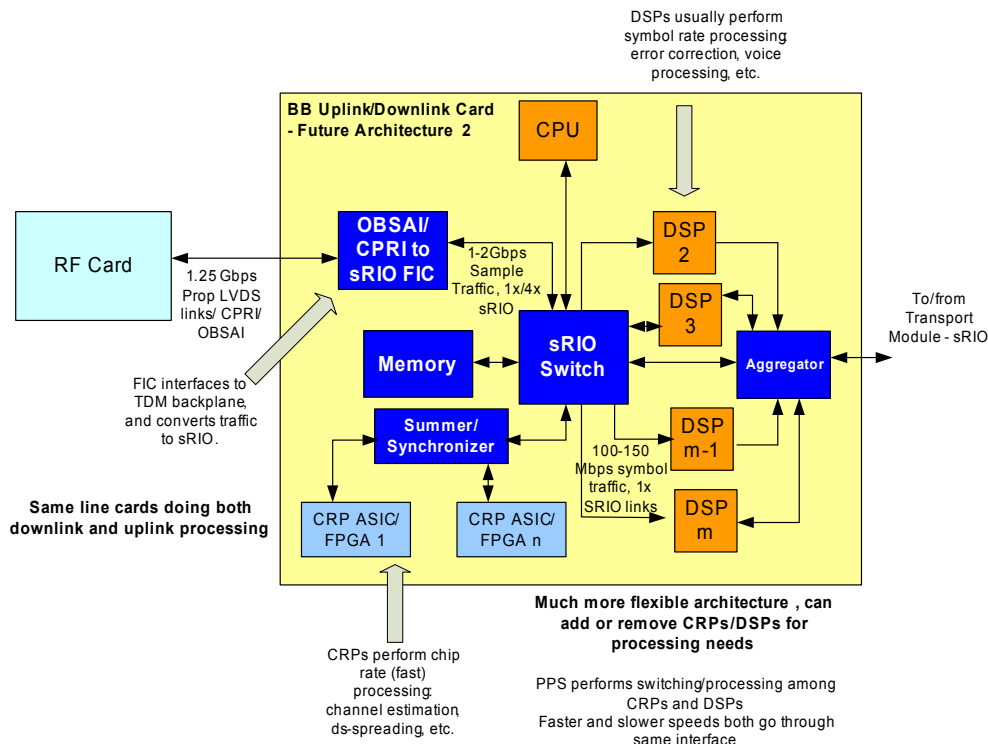 DSPs usually perform
symbol rate processing:
error correction, voice
processing, etc.
BB Uplink/Downlink Card
- Future Architecture 2
CPU
RF Card
OBSAI/
CPRI to
sRIO FIC
1.25 Gbps
Prop LVDS
links/ CPRI/
OBSAI
1-2Gbps
Sample
Traffic, 1x/4x
sRIO
DSP
2
DSP
3
To/from
Transport
Module - sRIO
Memory
sRIO
Switch
Aggregator
FIC interfaces to
TDM backplane,
and converts traffic
to sRIO.
Summer/
Synchronizer
DSP
m-1
100-150
Mbps symbol
traffic, 1x
SRIO links
DSP
m
Same line cards doing both
downlink and uplink processing
CRP ASIC/
FPGA 1
CRP ASIC/
FPGA n
Much more flexible architecture , can
add or remove CRPs/DSPs for
processing needs
CRPs perform chip
rate (fast)
processing:
channel estimation,
ds-spreading, etc.
PPS performs switching/processing among
CRPs and DSPs
Faster and slower speeds both go through
same interface